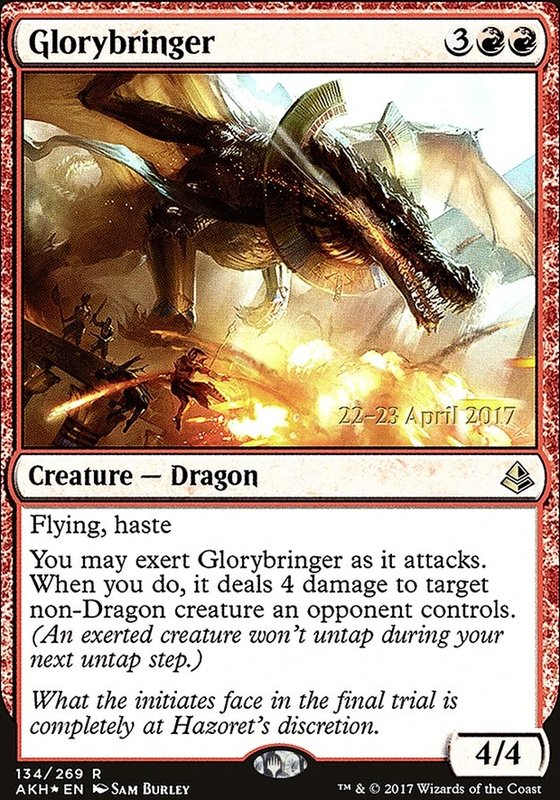 Glorybringer 3
22-23 April 2017
Creature — Dragon
Flying, haste
You may exert Glorybringer as it attacks.
When you do, it deals 4 damage to target
non-Dragon creature an opponent controls.
(An exerted creature won't untap during your
next untap step.)
What the initiates face in the final trial is
completely at Hazoret's discretion.
4/4
134/269 R
AKH★EN Sam Burley
™ & © 2017 Wizards of the Coast